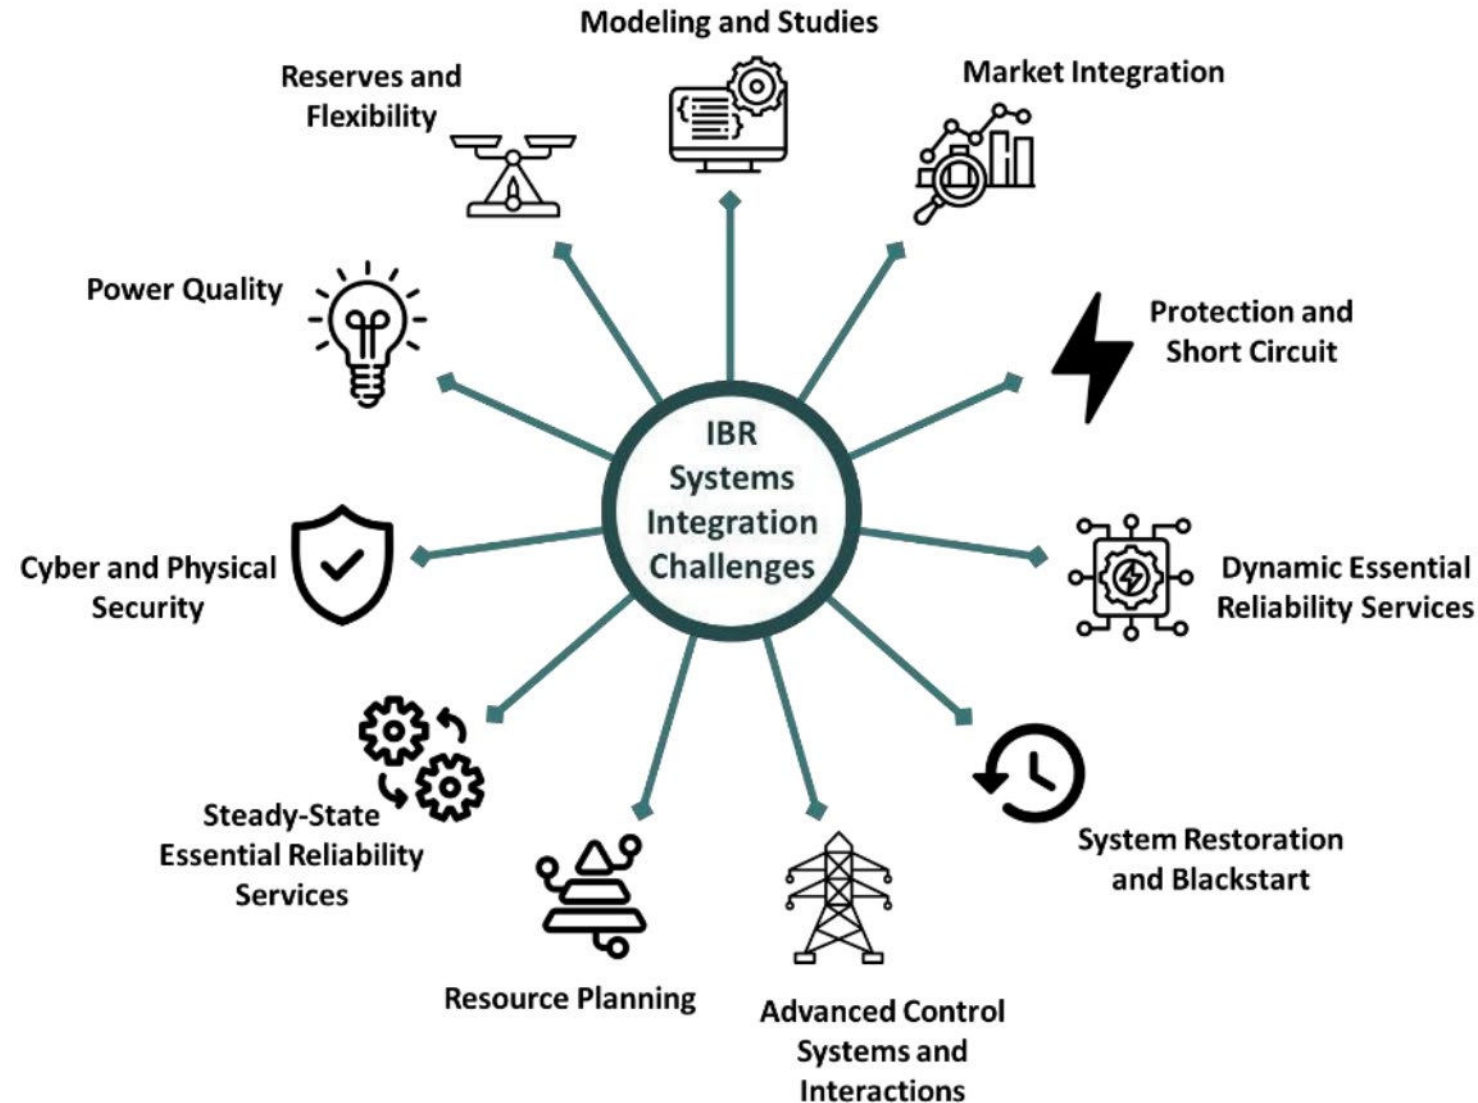 Modeling and Studies
Market Integration
Reserves and
Flexibility
Power Quality
Protection and
Short Circuit
IBR
Systems
Integration
Challenges
Cyber and Physical
Security
Dynamic Essential
Reliability Services
Steady-State
Essential Reliability
Services
System Restoration
and Blackstart
Resource Planning
Advanced Control
Systems and
Interactions